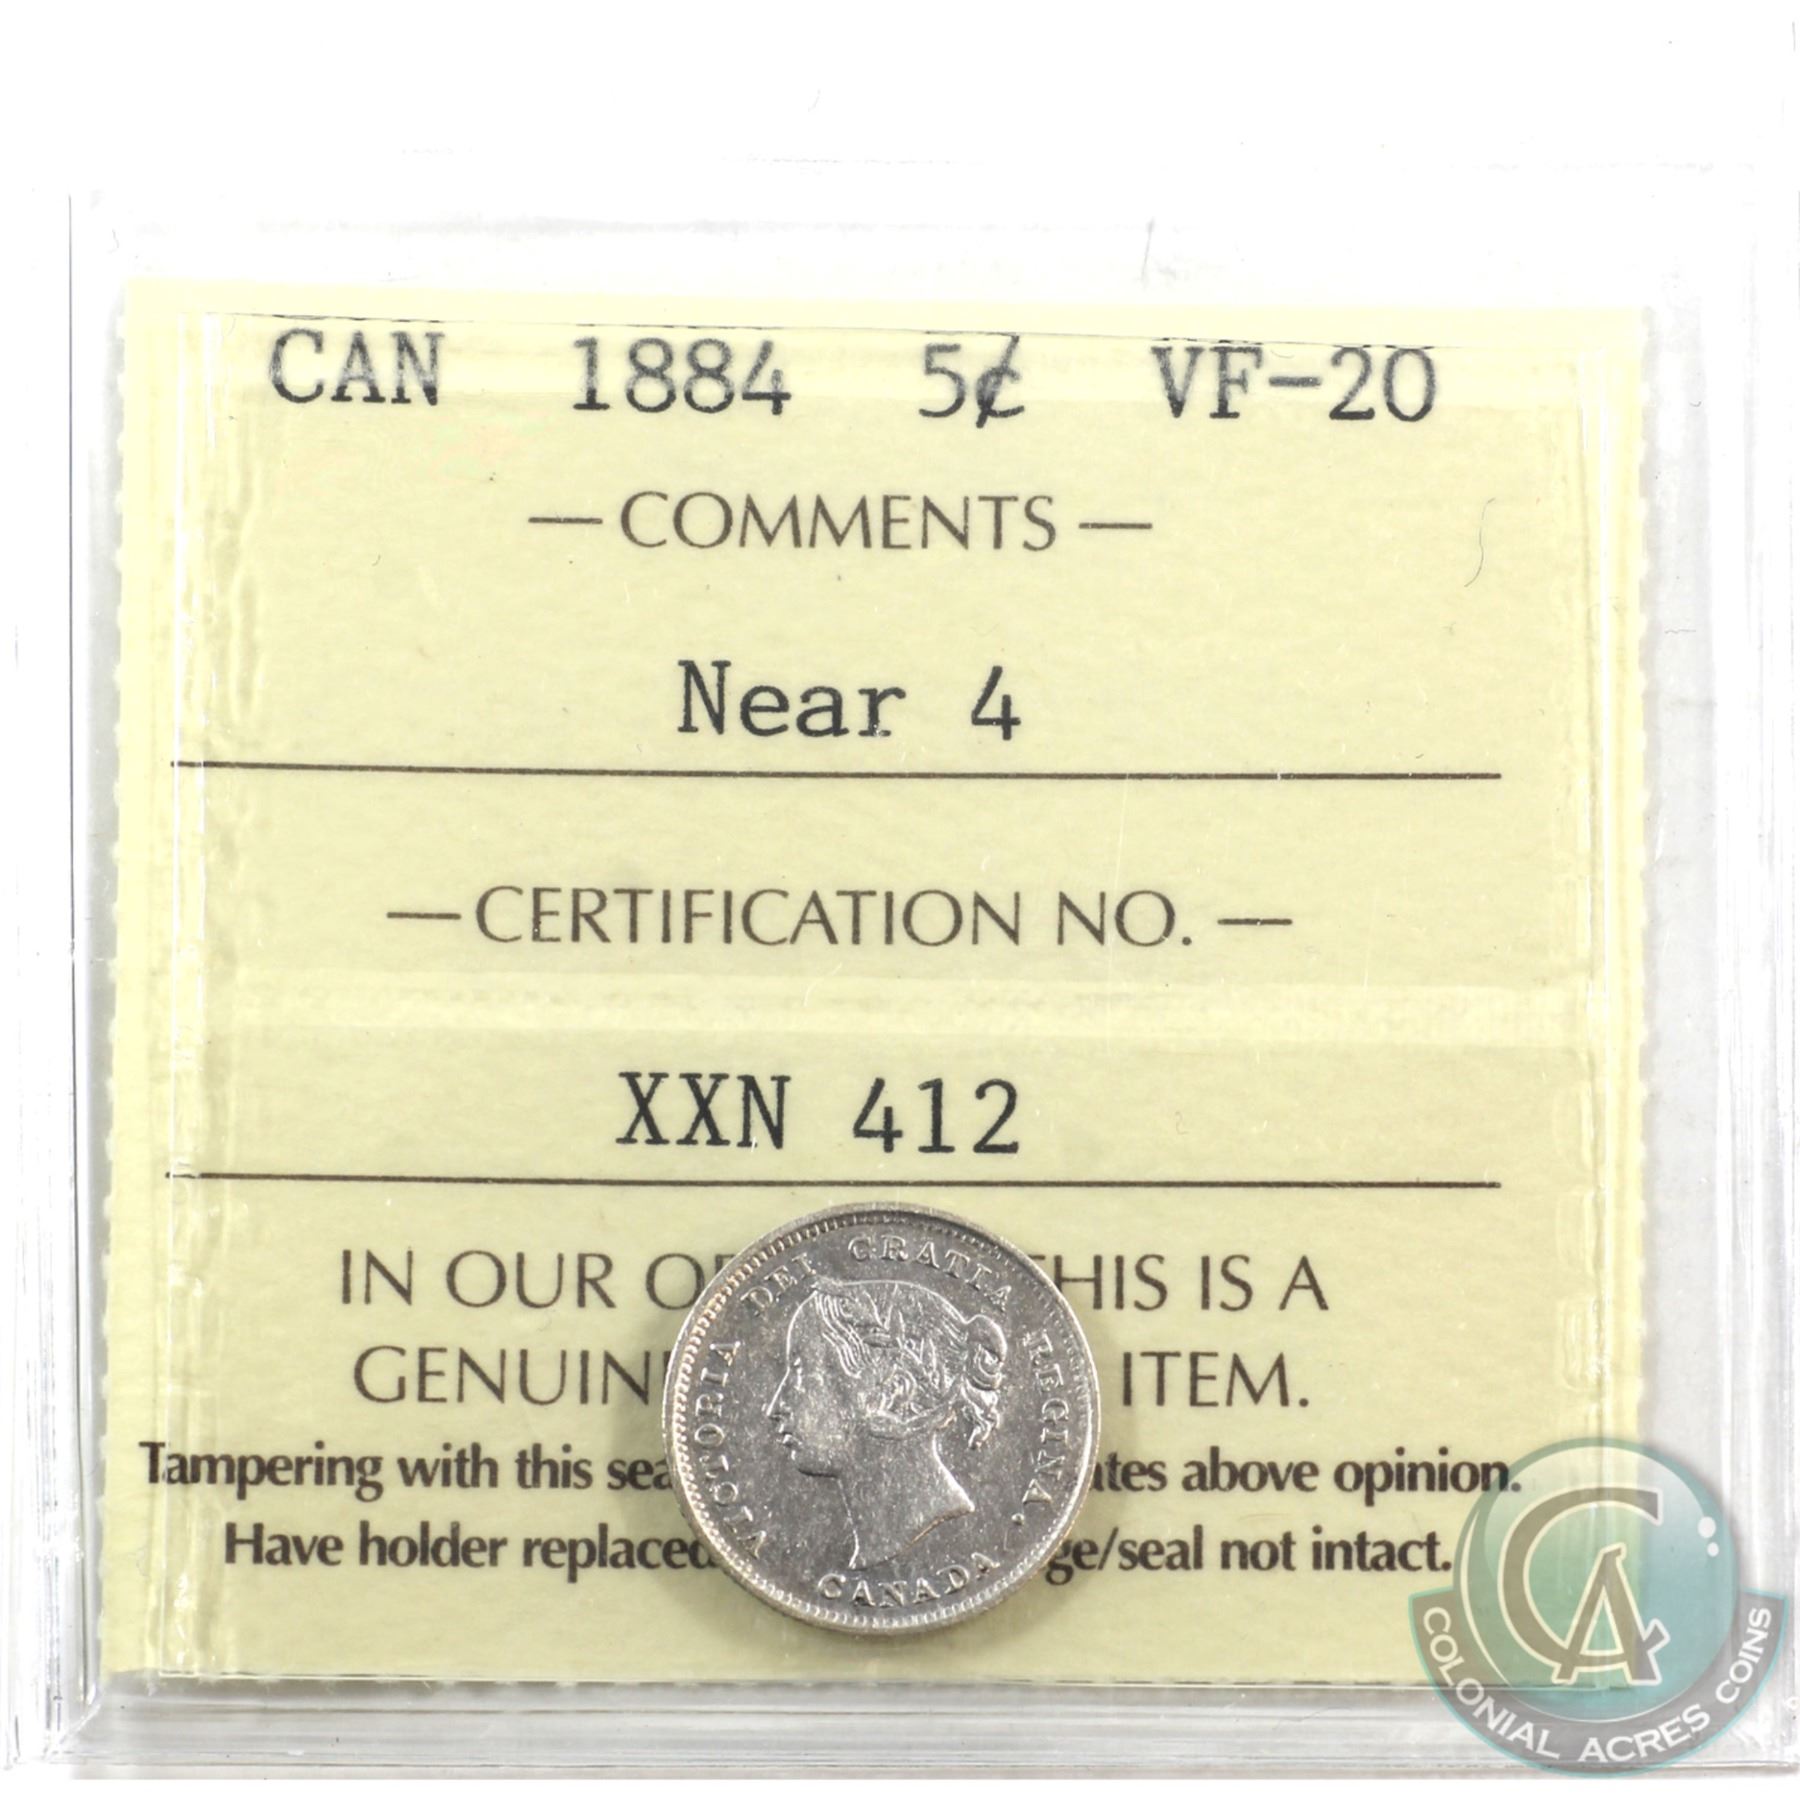 CAN 1884 5¢ VF-20
— COMMENTS —
Near 4
— CERTIFICATION NO. —
XXN 412
IN OUR HIS IS A
GENUIN ITEM.
Tampering with this sea ates above opinion.
Have holder replaced ge/seal not intact.
VICTORIA DEI GRATIA REGINA.
CANADA
CA
COLONIAL ACRES COINS